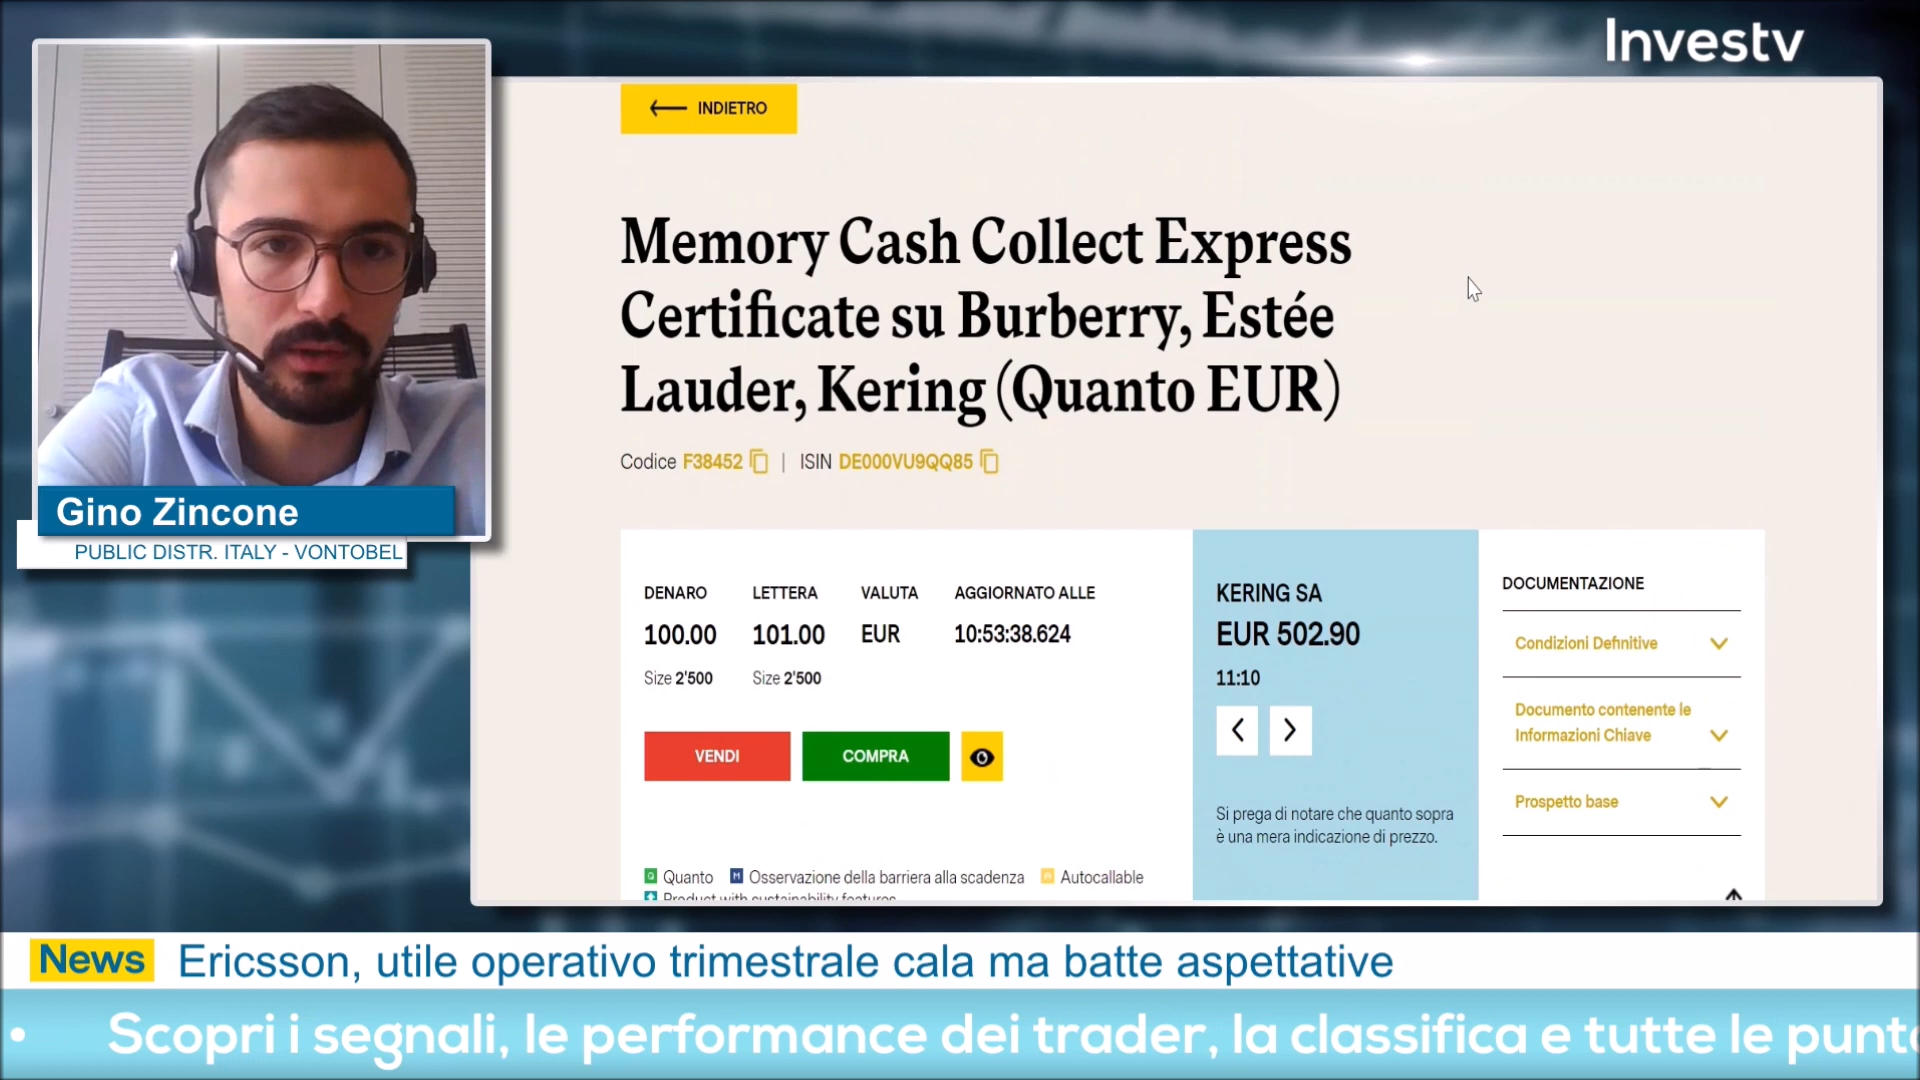 Investv
INDIETRO
Memory Cash Collect Express
Certificate su Burberry, Estée
Lauder, Kering (Quanto EUR)
Codice F38452 | ISIN DE000VU9QQ85
DENARO LETTERA VALUTA AGGIORNATO ALLE
100.00 101.00 EUR 10:53:38.624
Size 2'500 Size 2'500
VENDI COMPRA
Q Quanto M Osservazione della barriera alla scadenza Autocallable
Product with sustainability features
KERING SA
EUR 502.90
11:10
Si prega di notare che quanto sopra
è una mera indicazione di prezzo.
DOCUMENTAZIONE
Condizioni Definitive
Documento contenente le
Informazioni Chiave
Prospetto base
Gino Zincone
PUBLIC DISTR. ITALY - VONTOBEL
News Ericsson, utile operativo trimestrale cala ma batte aspettative
• Scopri i segnali, le performance dei trader, la classifica e tutte le punt